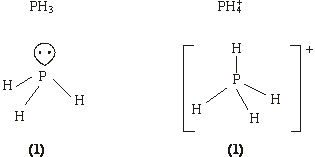 PH₃ PH₄⁺
H +
P P
H H H H
H H
(1) (1)